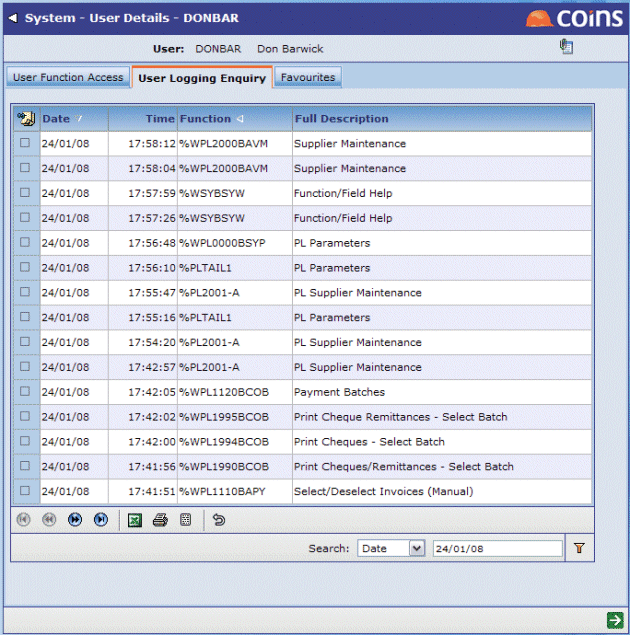 System - User Details - DONBAR coins
User: DONBAR Don Barwick
User Function Access User Logging Enquiry Favourites
Date Time Function Full Description
24/01/08 17:58:12 %WPL2000BAVM Supplier Maintenance
24/01/08 17:58:04 %WPL2000BAVM Supplier Maintenance
24/01/08 17:57:59 %WSYBSYW Function/Field Help
24/01/08 17:57:26 %WSYBSYW Function/Field Help
24/01/08 17:56:48 %WPL0000BSYP PL Parameters
24/01/08 17:56:10 %PLTAIL1 PL Parameters
24/01/08 17:55:47 %PL2001-A PL Supplier Maintenance
24/01/08 17:55:16 %PLTAIL1 PL Parameters
24/01/08 17:54:20 %PL2001-A PL Supplier Maintenance
24/01/08 17:42:57 %PL2001-A PL Supplier Maintenance
24/01/08 17:42:05 %WPL1120BCOB Payment Batches
24/01/08 17:42:02 %WPL1995BCOB Print Cheque Remittances - Select Batch
24/01/08 17:42:00 %WPL1994BCOB Print Cheques - Select Batch
24/01/08 17:41:56 %WPL1990BCOB Print Cheques/Remittances - Select Batch
24/01/08 17:41:51 %WPL1110BAPY Select/Deselect Invoices (Manual)
Search: Date 24/01/08